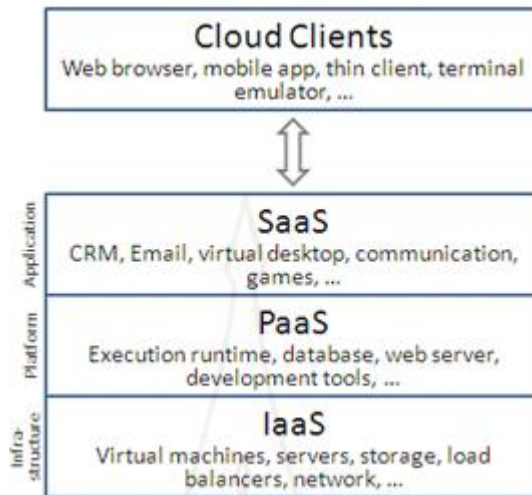 Cloud Clients
Web browser, mobile app, thin client, terminal
emulator, ...
Application
SaaS
CRM, Email, virtual desktop, communication,
games, ...
Platform
PaaS
Execution runtime, database, web server,
development tools, ...
Infra-
structure
IaaS
Virtual machines, servers, storage, load
balancers, network, ...